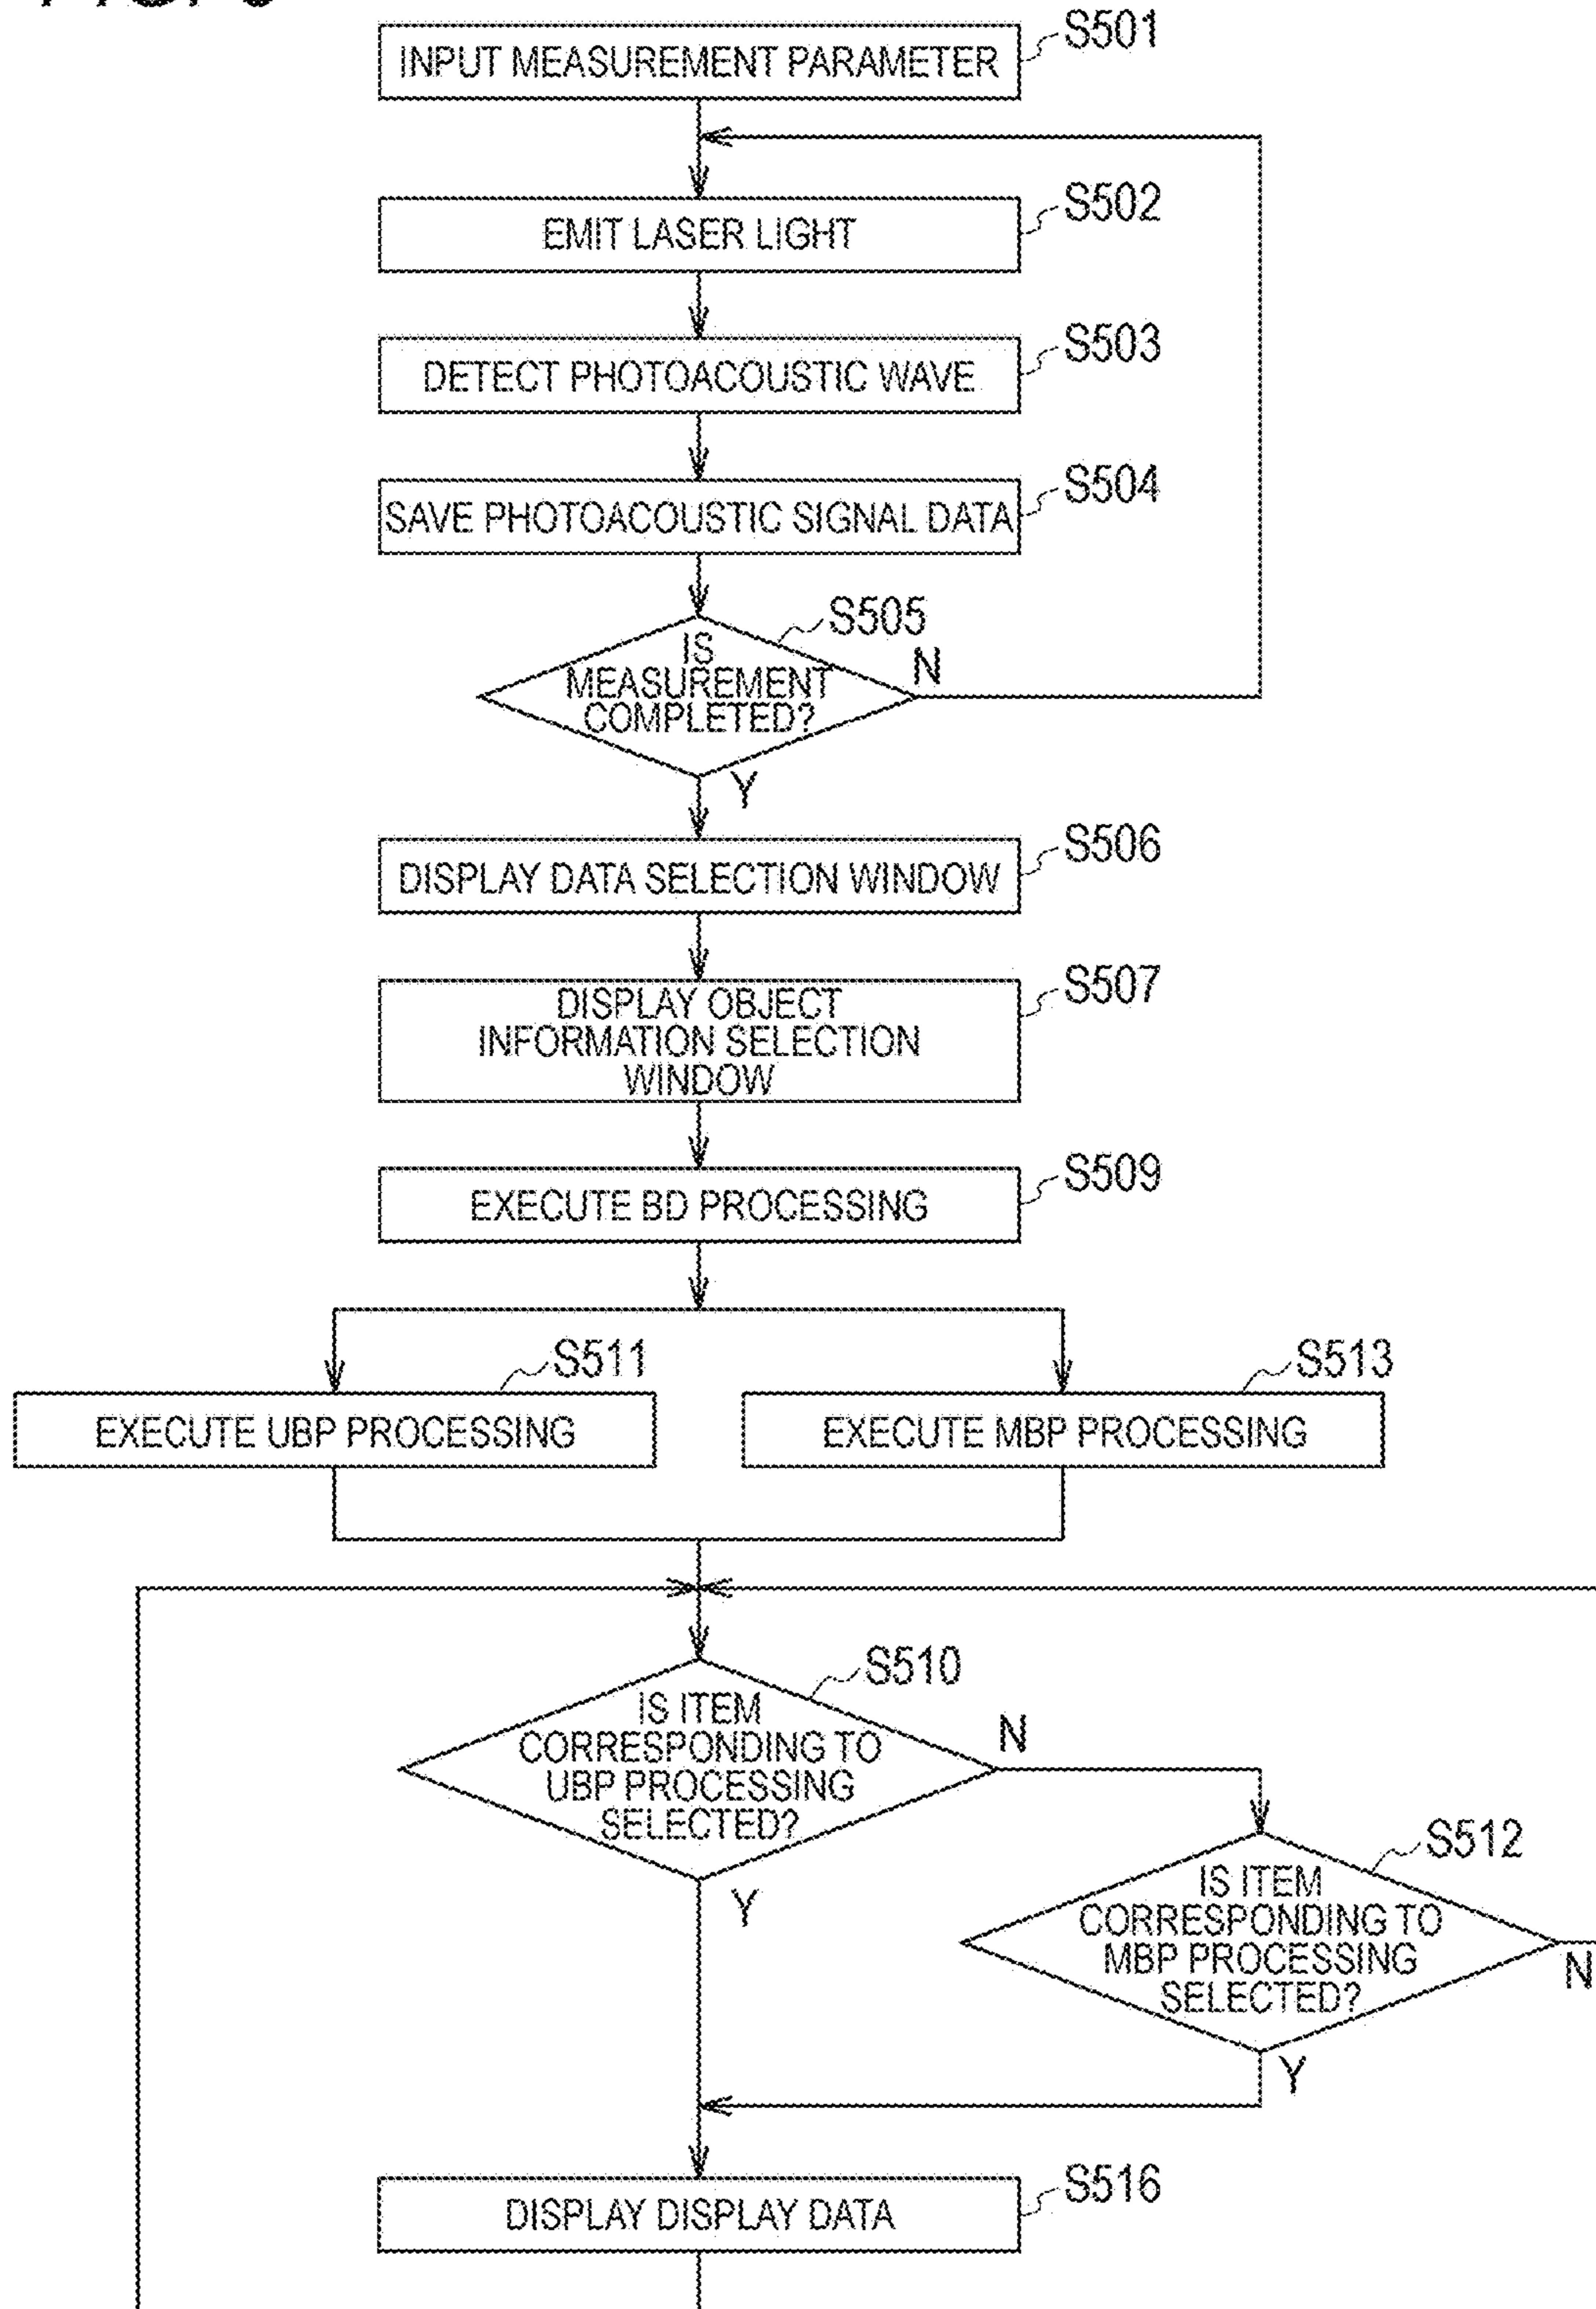 INPUT MEASUREMENT PARAMETER
S501
EMIT LASER LIGHT
S502
DETECT PHOTOACOUSTIC WAVE
S503
SAVE PHOTOACOUSTIC SIGNAL DATA
S504
S505
IS
MEASUREMENT
COMPLETED?
N
Y
DISPLAY DATA SELECTION WINDOW
S506
DISPLAY OBJECT
INFORMATION SELECTION
WINDOW
S507
EXECUTE BD PROCESSING
S509
S511
EXECUTE UBP PROCESSING
S513
EXECUTE MBP PROCESSING
S510
IS ITEM
CORRESPONDING TO
UBP PROCESSING
SELECTED?
N
Y
S512
IS ITEM
CORRESPONDING TO
MBP PROCESSING
SELECTED?
N
Y
DISPLAY DISPLAY DATA
S516